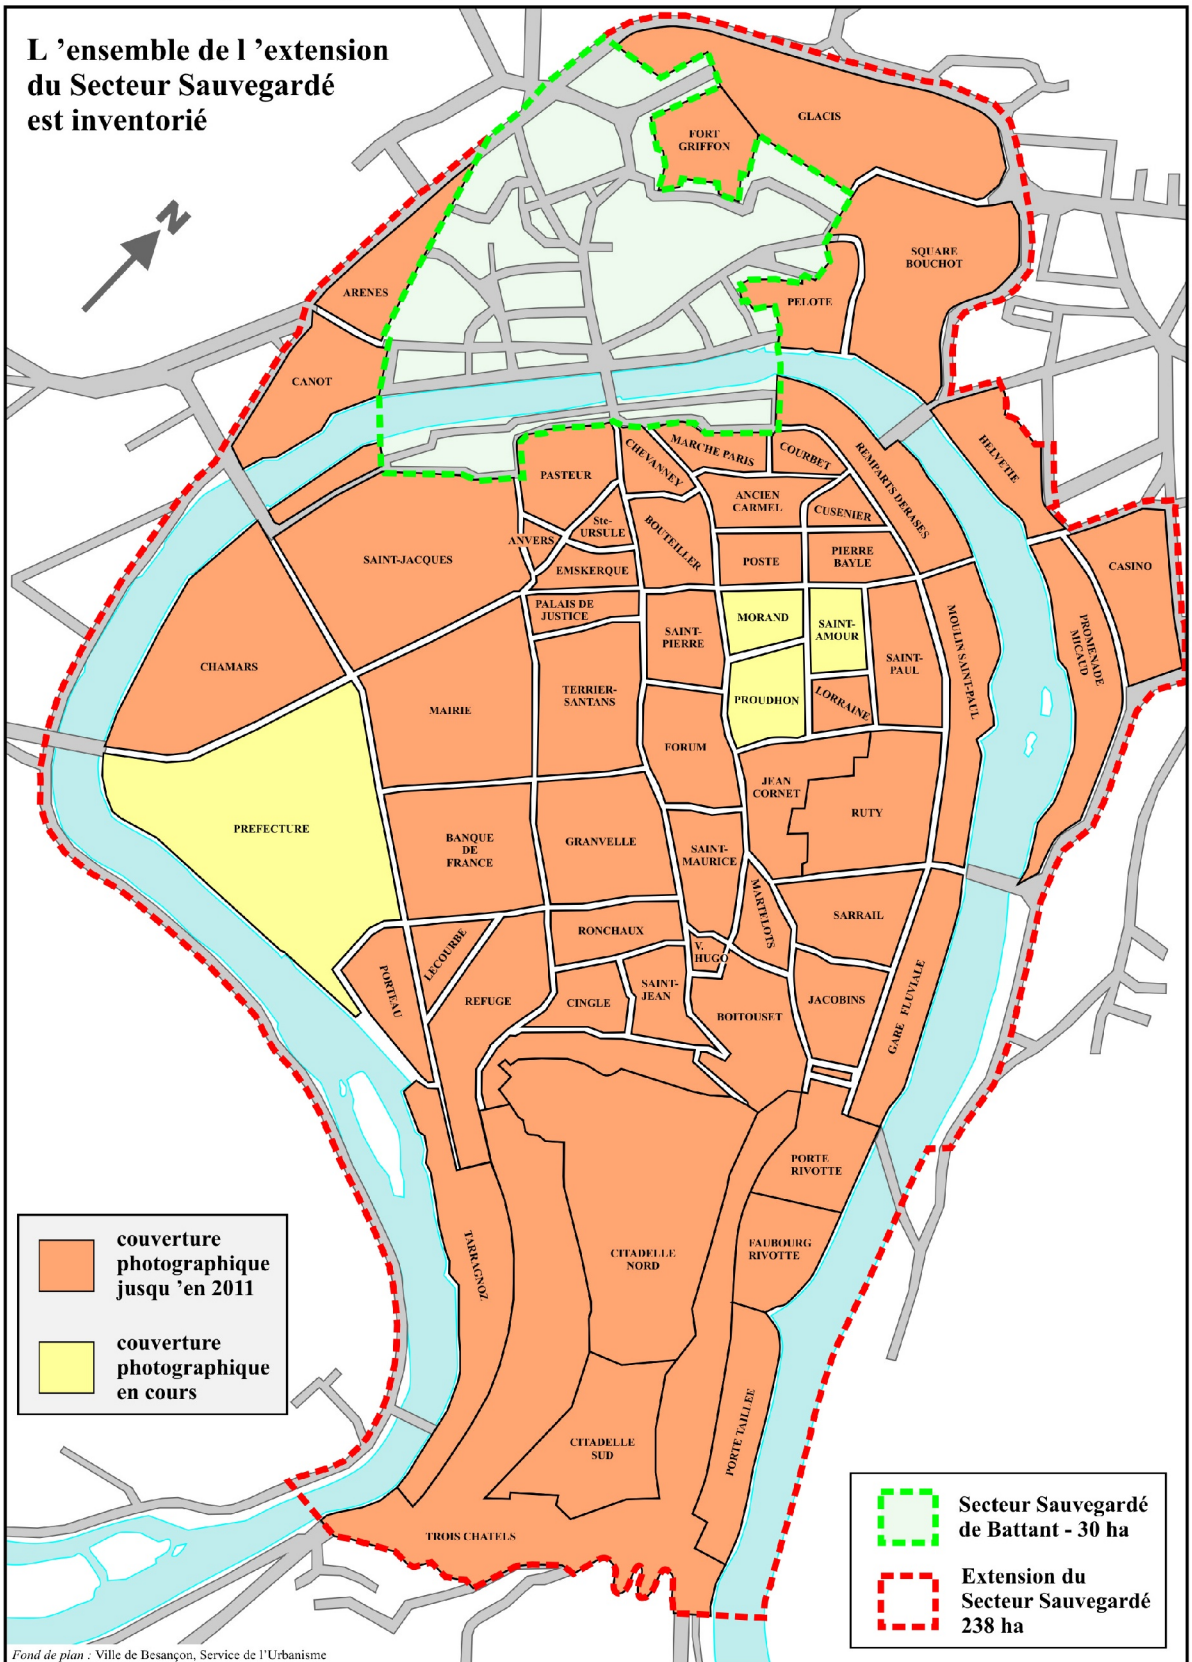 L ’ensemble de l ’extension
du Secteur Sauvegardé
est inventorié
N
GLACIS
FORT
GRIFFON
SQUARE
BOUCHOT
ARENES
PELOTE
CANOT
HELVETIE
PASTEUR
CHEVANNEY
MARCHE PARIS
COURBET
REMPARTS DERASES
ANCIEN
CARMEL
CUSENIER
Ste-
URSULE
ANVERS
BOUTEILLER
SAINT-JACQUES
EMSKERQUE
POSTE
PIERRE
BAYLE
CASINO
PALAIS DE
JUSTICE
SAINT-
PIERRE
MORAND
SAINT-
AMOUR
SAINT-
PAUL
MOULIN SAINT-PAUL
PROMENADE
MICAUD
CHAMARS
MAIRIE
TERRIER-
SANTANS
PROUDHON
LORRAINE
FORUM
JEAN
CORNET
RUTY
PREFECTURE
BANQUE
DE
FRANCE
GRANVELLE
SAINT-
MAURICE
MARTELOTS
SARRAIL
RONCHAUX
V.
HUGO
LECOURBE
PORTEAU
REFUGE
CINGLE
SAINT-
JEAN
BOITOUSET
JACOBINS
GARE FLUVIALE
PORTE
RIVOTTE
TARRAGNOZ
CITADELLE
NORD
FAUBOURG
RIVOTTE
couverture
photographique
jusqu ’en 2011
couverture
photographique
en cours
CITADELLE
SUD
PORTE TAILLEE
TROIS CHATELS
Secteur Sauvegardé
de Battant - 30 ha
Extension du
Secteur Sauvegardé
238 ha
Fond de plan : Ville de Besançon, Service de l’Urbanisme